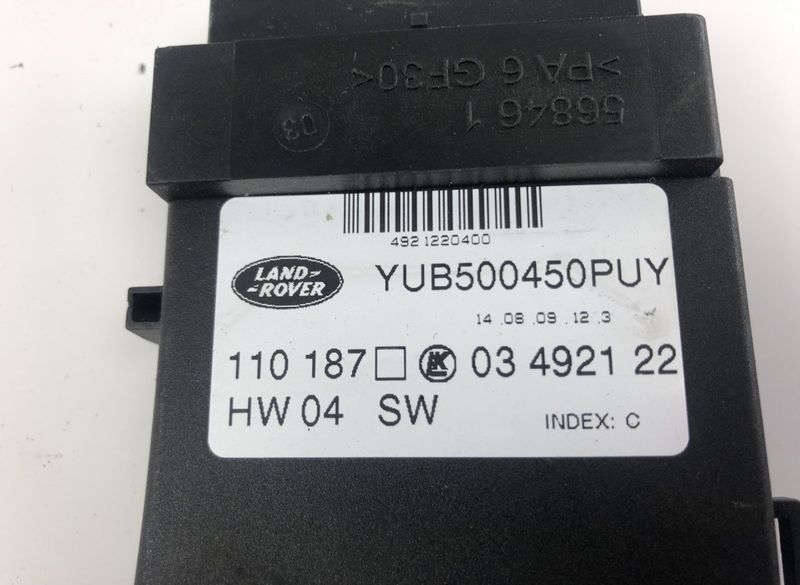 >PA 6 GF30<
56846 1
03
4921220400
LAND-
-ROVER
YUB500450PUY
14 .08 .09 .12 .3
110 187 □ LK 03 4921 22
HW 04 SW
INDEX: C